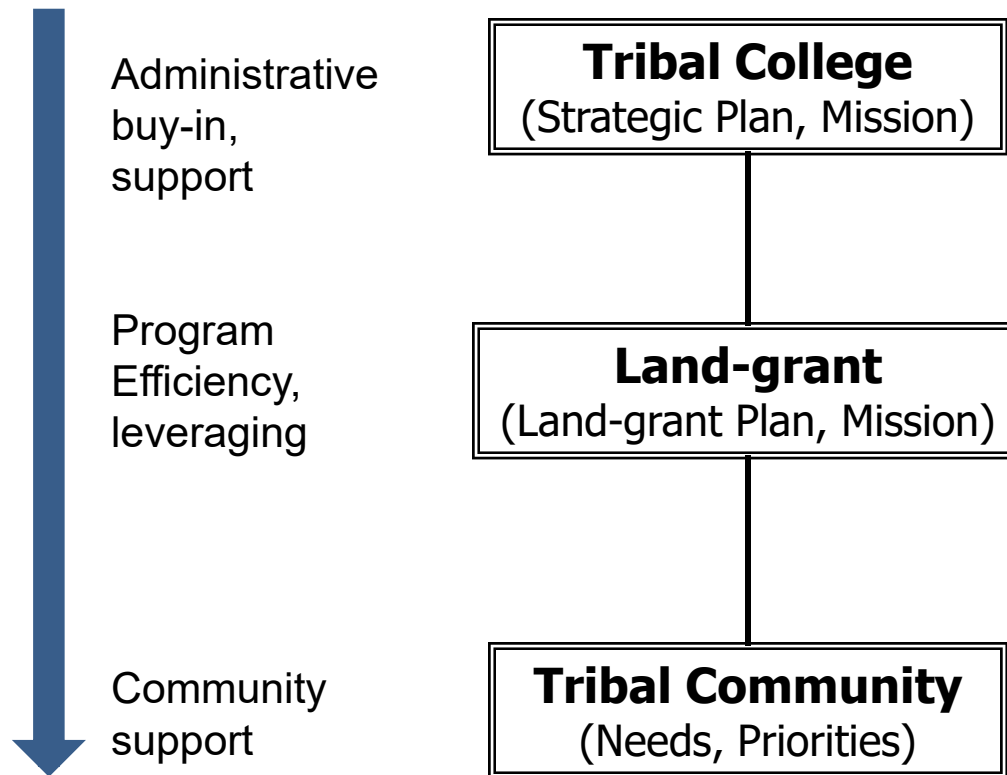 Administrative
buy-in,
support
Tribal College
(Strategic Plan, Mission)
Program
Efficiency,
leveraging
Land-grant
(Land-grant Plan, Mission)
Community
support
Tribal Community
(Needs, Priorities)